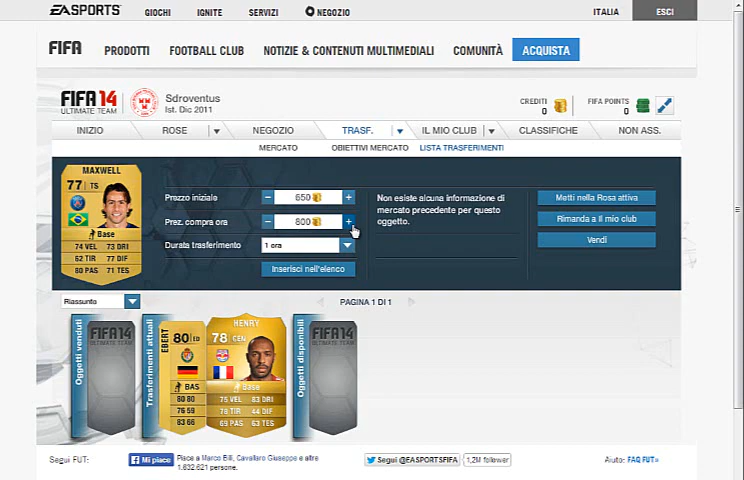 EA SPORTS GIOCHI IGNITE SERVIZI NEGOZIO ITALIA ESCI
FIFA PRODOTTI FOOTBALL CLUB NOTIZIE & CONTENUTI MULTIMEDIALI COMUNITÀ ACQUISTA
FIFA 14 ULTIMATE TEAM
Sdroventus
Ist. Dic 2011
CREDITI 0
FIFA POINTS 0
INIZIO ROSE NEGOZIO TRASF. IL MIO CLUB CLASSIFICHE NON ASS.
MERCATO OBIETTIVI MERCATO LISTA TRASFERIMENTI
MAXWELL
77 TS
Base
74 VEL 73 DRI
62 TIR 77 DIF
80 PAS 71 TES
Prezzo iniziale − 650 +
Prez. compra ora − 800 +
Durata trasferimento 1 ora
Inserisci nell'elenco
Non esiste alcuna informazione di
mercato precedente per questo
oggetto.
Metti nella Rosa attiva
Rimanda a Il mio club
Vendi
Riassunto
PAGINA 1 DI 1
Oggetti venduti
FIFA 14
Trasferimenti attuali
EBERT
80 ED
BAS
80 80
76 59
83 66
HENRY
78 CEN
Base
75 VEL 83 DRI
78 TIR 44 DIF
69 PAS 63 TES
Oggetti disponibili
FIFA 14
Segui FUT:
Mi piace
Piace a Marco Bili, Cavallaro Giuseppe e altre
1.632.621 persone.
Segui @EASPORTSFIFA
1,2M follower
Aiuto: FAQ FUT»